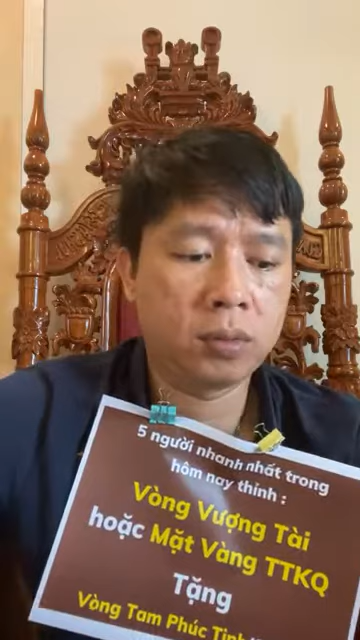 5 người nhanh nhất trong
hôm nay thỉnh :
Vòng Vượng Tài
hoặc Mặt Vàng TTKQ
Tặng
Vòng Tam Phúc